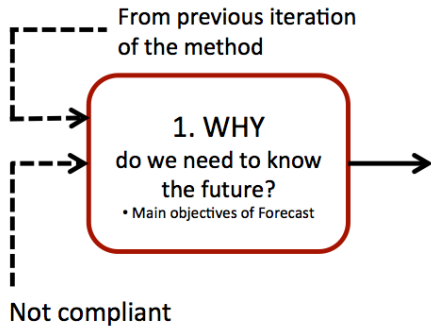 From previous iteration
of the method
1. WHY
do we need to know
the future?
• Main objectives of Forecast
Not compliant